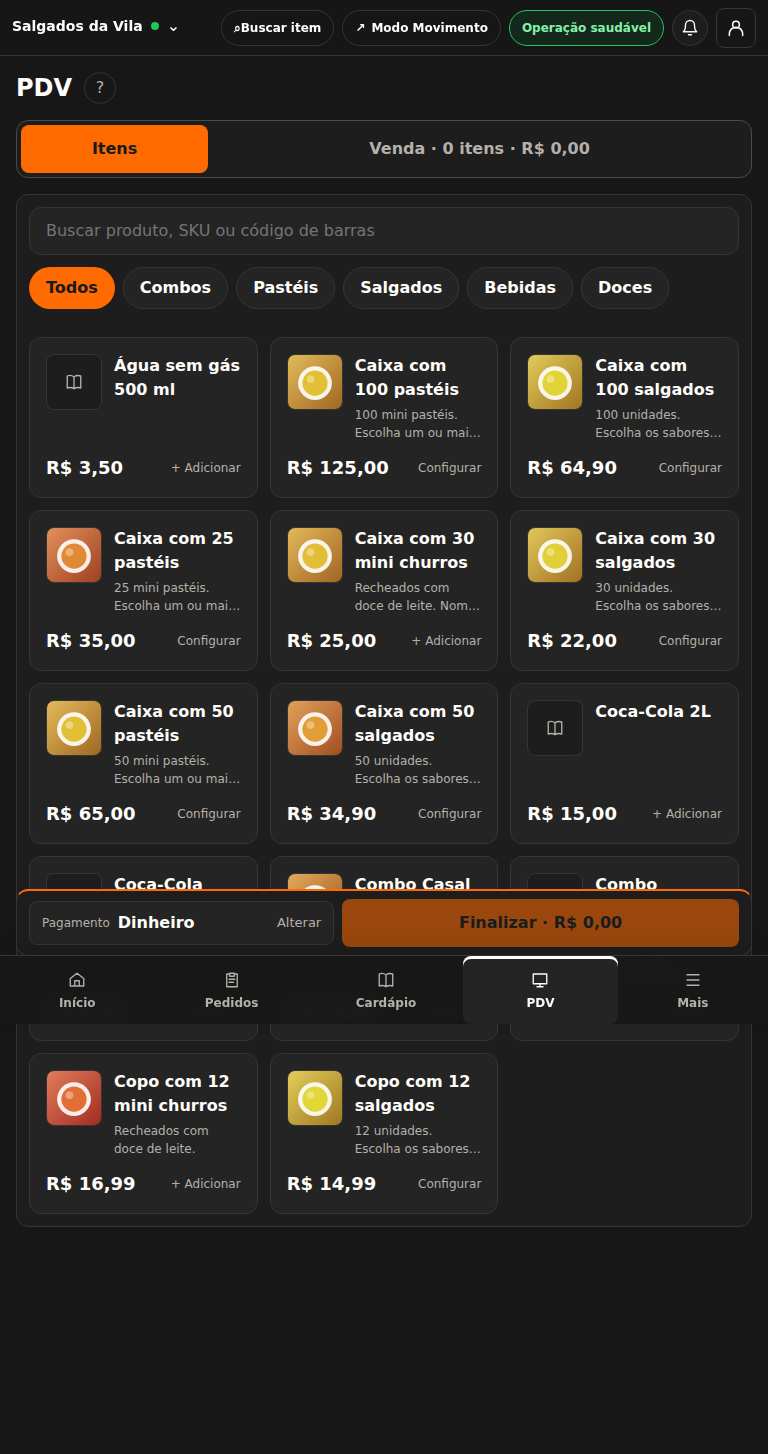 Salgados da Vila
Buscar item
↗ Modo Movimento
Operação saudável
PDV ?
Itens
Venda · 0 itens · R$ 0,00
Buscar produto, SKU ou código de barras
Todos
Combos
Pastéis
Salgados
Bebidas
Doces
Água sem gás
500 ml
R$ 3,50
+ Adicionar
Caixa com
100 pastéis
100 mini pastéis.
Escolha um ou mai...
R$ 125,00
Configurar
Caixa com
100 salgados
100 unidades.
Escolha os sabores...
R$ 64,90
Configurar
Caixa com 25
pastéis
25 mini pastéis.
Escolha um ou mai...
R$ 35,00
Configurar
Caixa com 30
mini churros
Recheados com
doce de leite. Nom...
R$ 25,00
+ Adicionar
Caixa com 30
salgados
30 unidades.
Escolha os sabores...
R$ 22,00
Configurar
Caixa com 50
pastéis
50 mini pastéis.
Escolha um ou mai...
R$ 65,00
Configurar
Caixa com 50
salgados
50 unidades.
Escolha os sabores...
R$ 34,90
Configurar
Coca-Cola 2L
R$ 15,00
+ Adicionar
Coca-Cola
Combo Casal
Combo
Pagamento Dinheiro
Alterar
Finalizar · R$ 0,00
Início
Pedidos
Cardápio
PDV
Mais
Copo com 12
mini churros
Recheados com
doce de leite.
R$ 16,99
+ Adicionar
Copo com 12
salgados
12 unidades.
Escolha os sabores...
R$ 14,99
Configurar